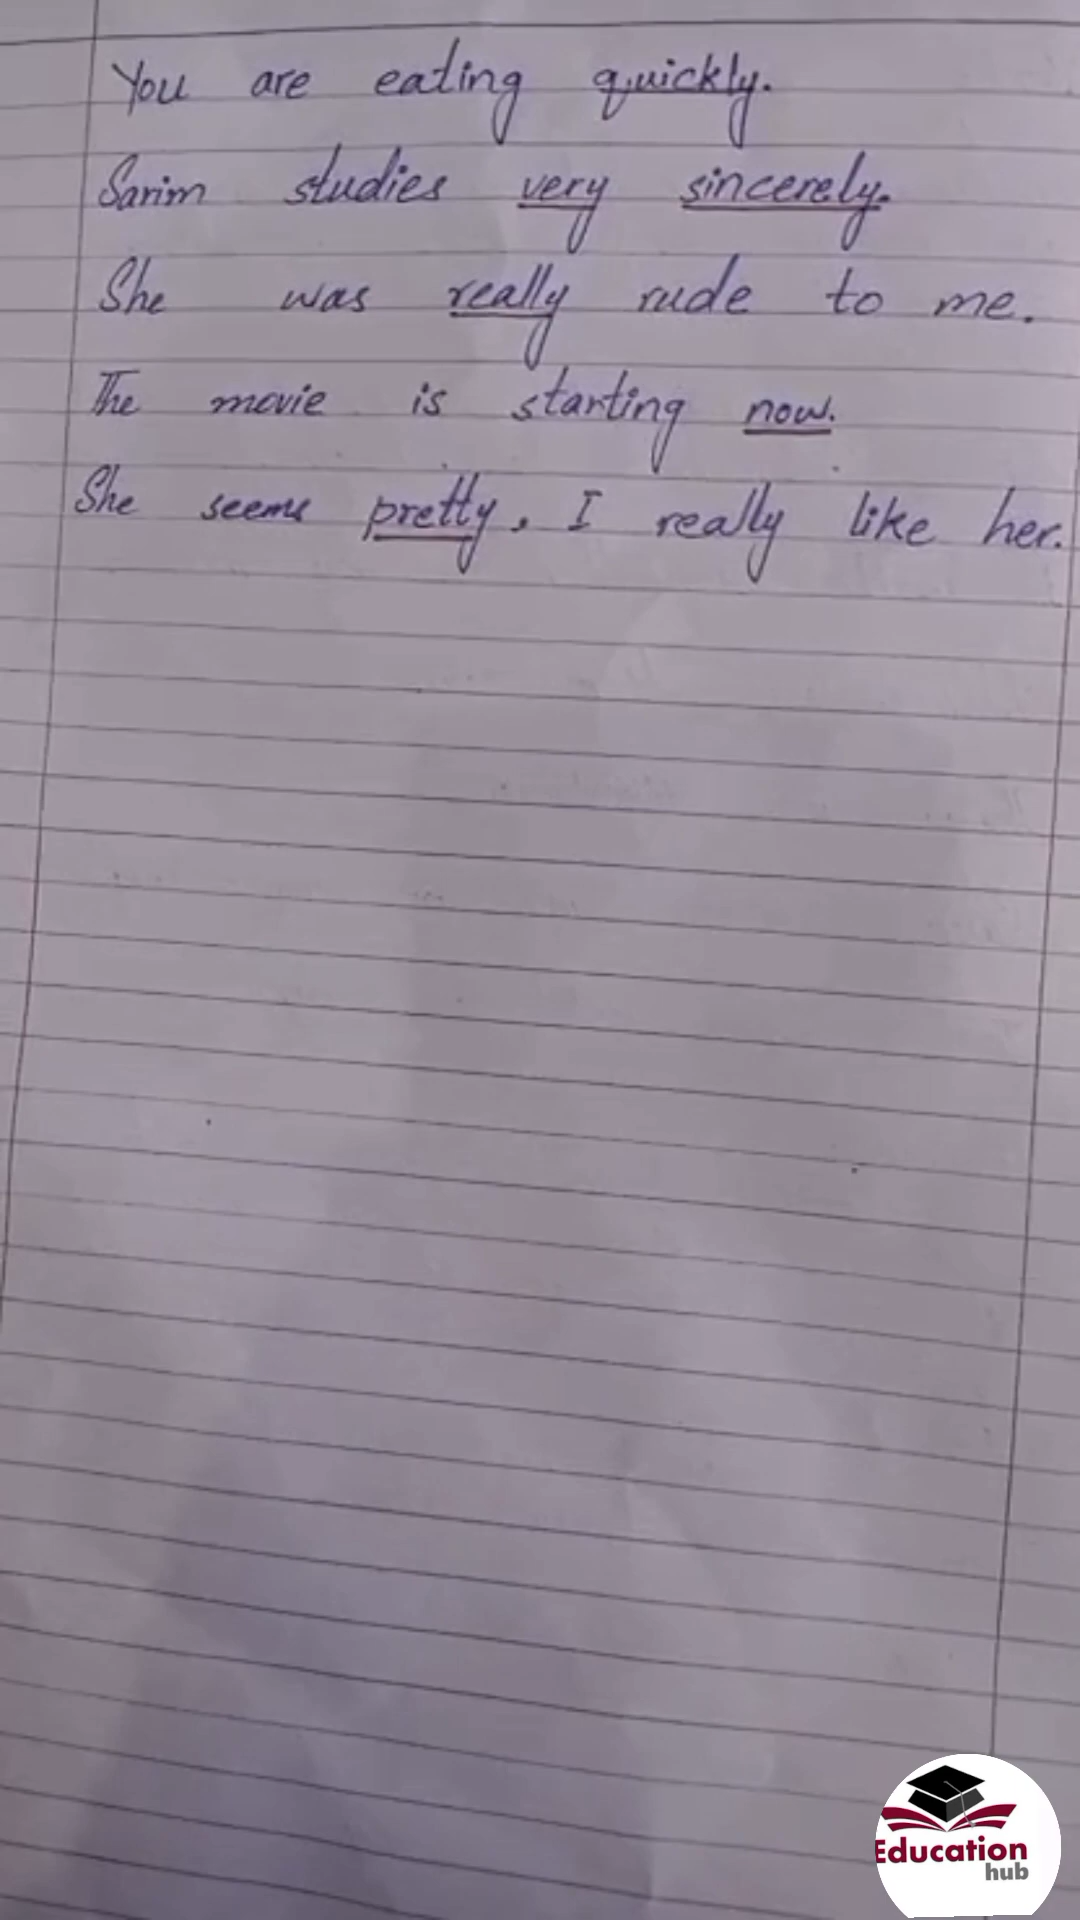 You are eating quickly.
Sarim studies very sincerely.
She was really rude to me.
The movie is starting now.
She seems pretty, I really like her.
Education
hub